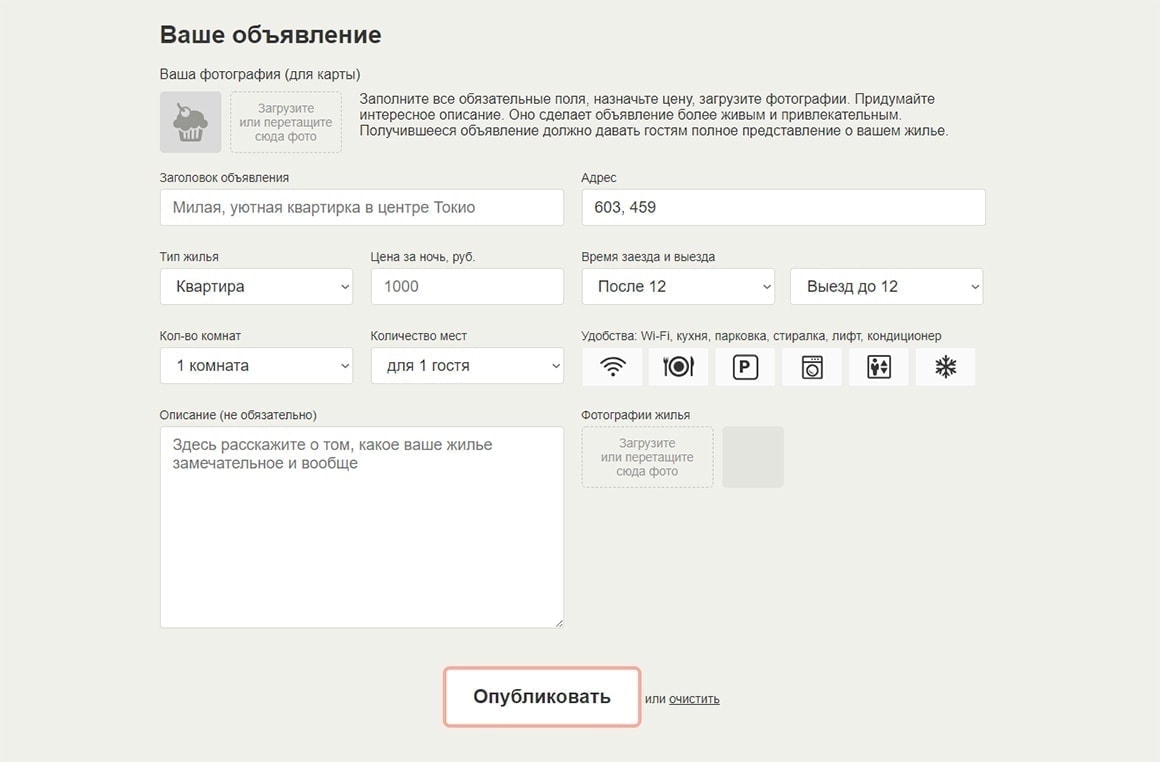 Ваше объявление
Ваша фотография (для карты)
Загрузите
или перетащите
сюда фото
Заполните все обязательные поля, назначьте цену, загрузите фотографии. Придумайте
интересное описание. Оно сделает объявление более живым и привлекательным.
Получившееся объявление должно давать гостям полное представление о вашем жилье.
Заголовок объявления
Милая, уютная квартирка в центре Токио
Адрес
603, 459
Тип жилья
Квартира
Цена за ночь, руб.
1000
Время заезда и выезда
После 12
Выезд до 12
Кол-во комнат
1 комната
Количество мест
для 1 гостя
Удобства: Wi-Fi, кухня, парковка, стиралка, лифт, кондиционер
P
Описание (не обязательно)
Здесь расскажите о том, какое ваше жилье
замечательное и вообще
Фотографии жилья
Загрузите
или перетащите
сюда фото
Опубликовать
или очистить